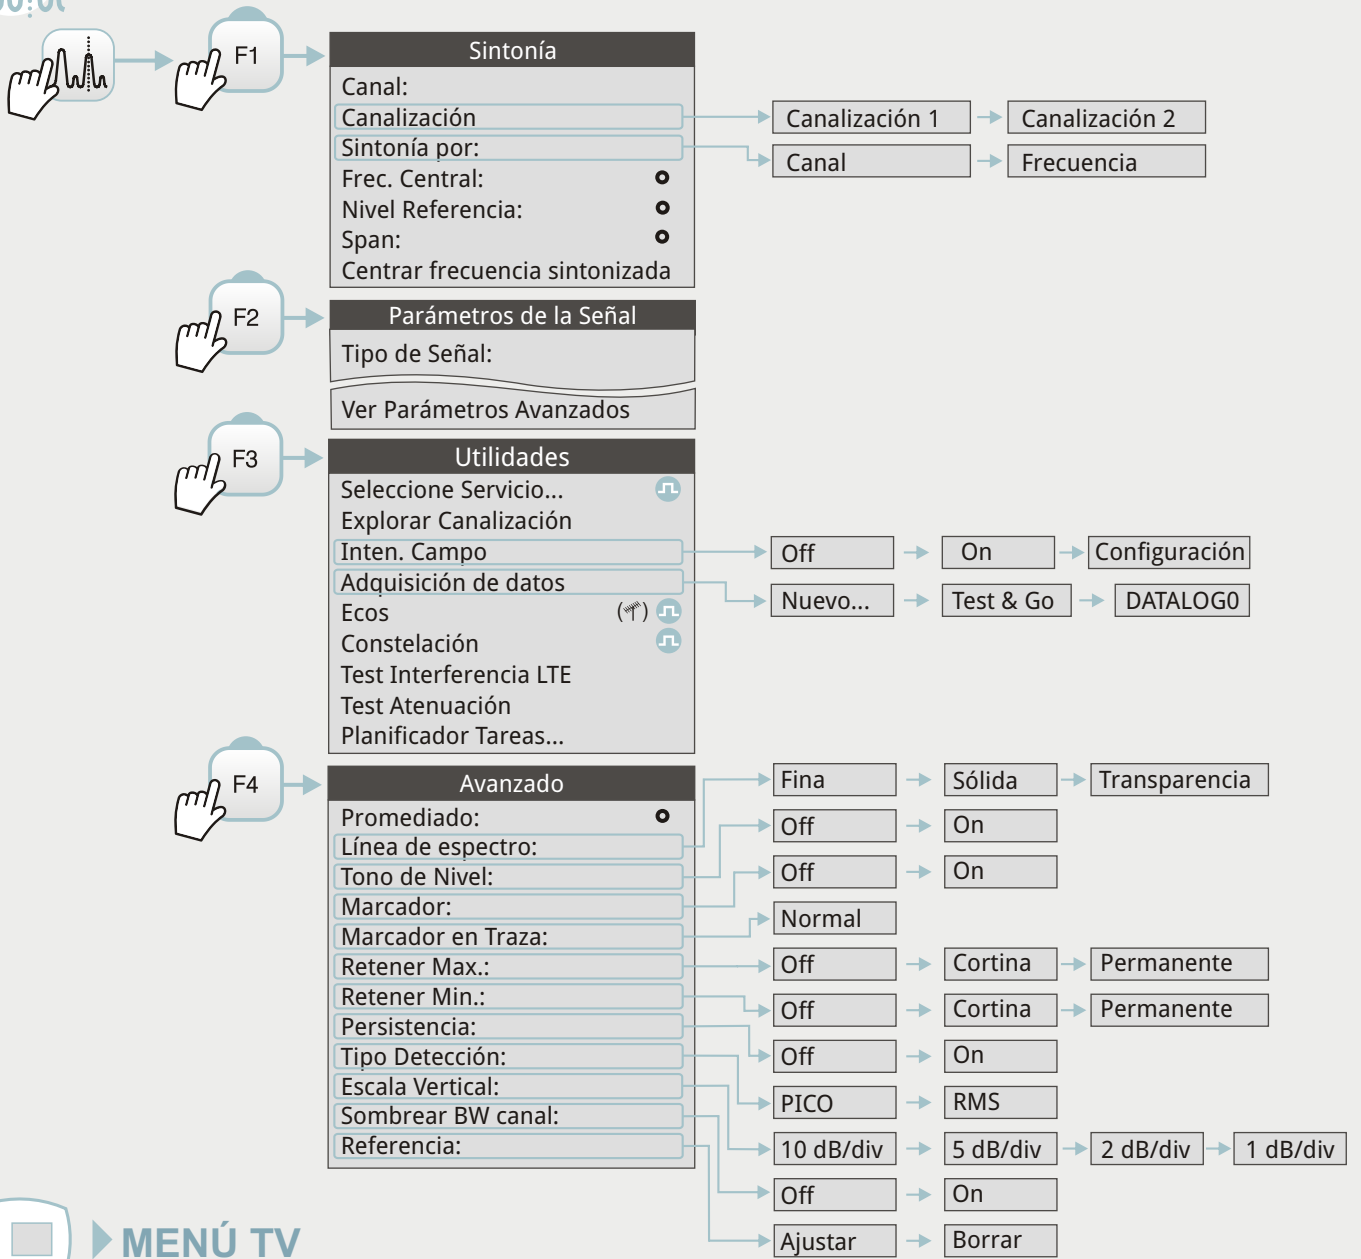 F1
Sintonía
Canal:
Canalización
Canalización 1
Canalización 2
Sintonía por:
Canal
Frecuencia
Frec. Central:
Nivel Referencia:
Span:
Centrar frecuencia sintonizada
F2
Parámetros de la Señal
Tipo de Señal:
Ver Parámetros Avanzados
F3
Utilidades
Seleccione Servicio...
Explorar Canalización
Inten. Campo
Off
On
Configuración
Adquisición de datos
Nuevo...
Test & Go
DATALOG0
Ecos
Constelación
Test Interferencia LTE
Test Atenuación
Planificador Tareas...
F4
Avanzado
Promediado:
Línea de espectro:
Fina
Sólida
Transparencia
Tono de Nivel:
Off
On
Marcador:
Off
On
Marcador en Traza:
Normal
Retener Max.:
Off
Cortina
Permanente
Retener Min.:
Off
Cortina
Permanente
Persistencia:
Off
On
Tipo Detección:
PICO
RMS
Escala Vertical:
10 dB/div
5 dB/div
2 dB/div
1 dB/div
Sombrear BW canal:
Off
On
Referencia:
Ajustar
Borrar
MENÚ TV